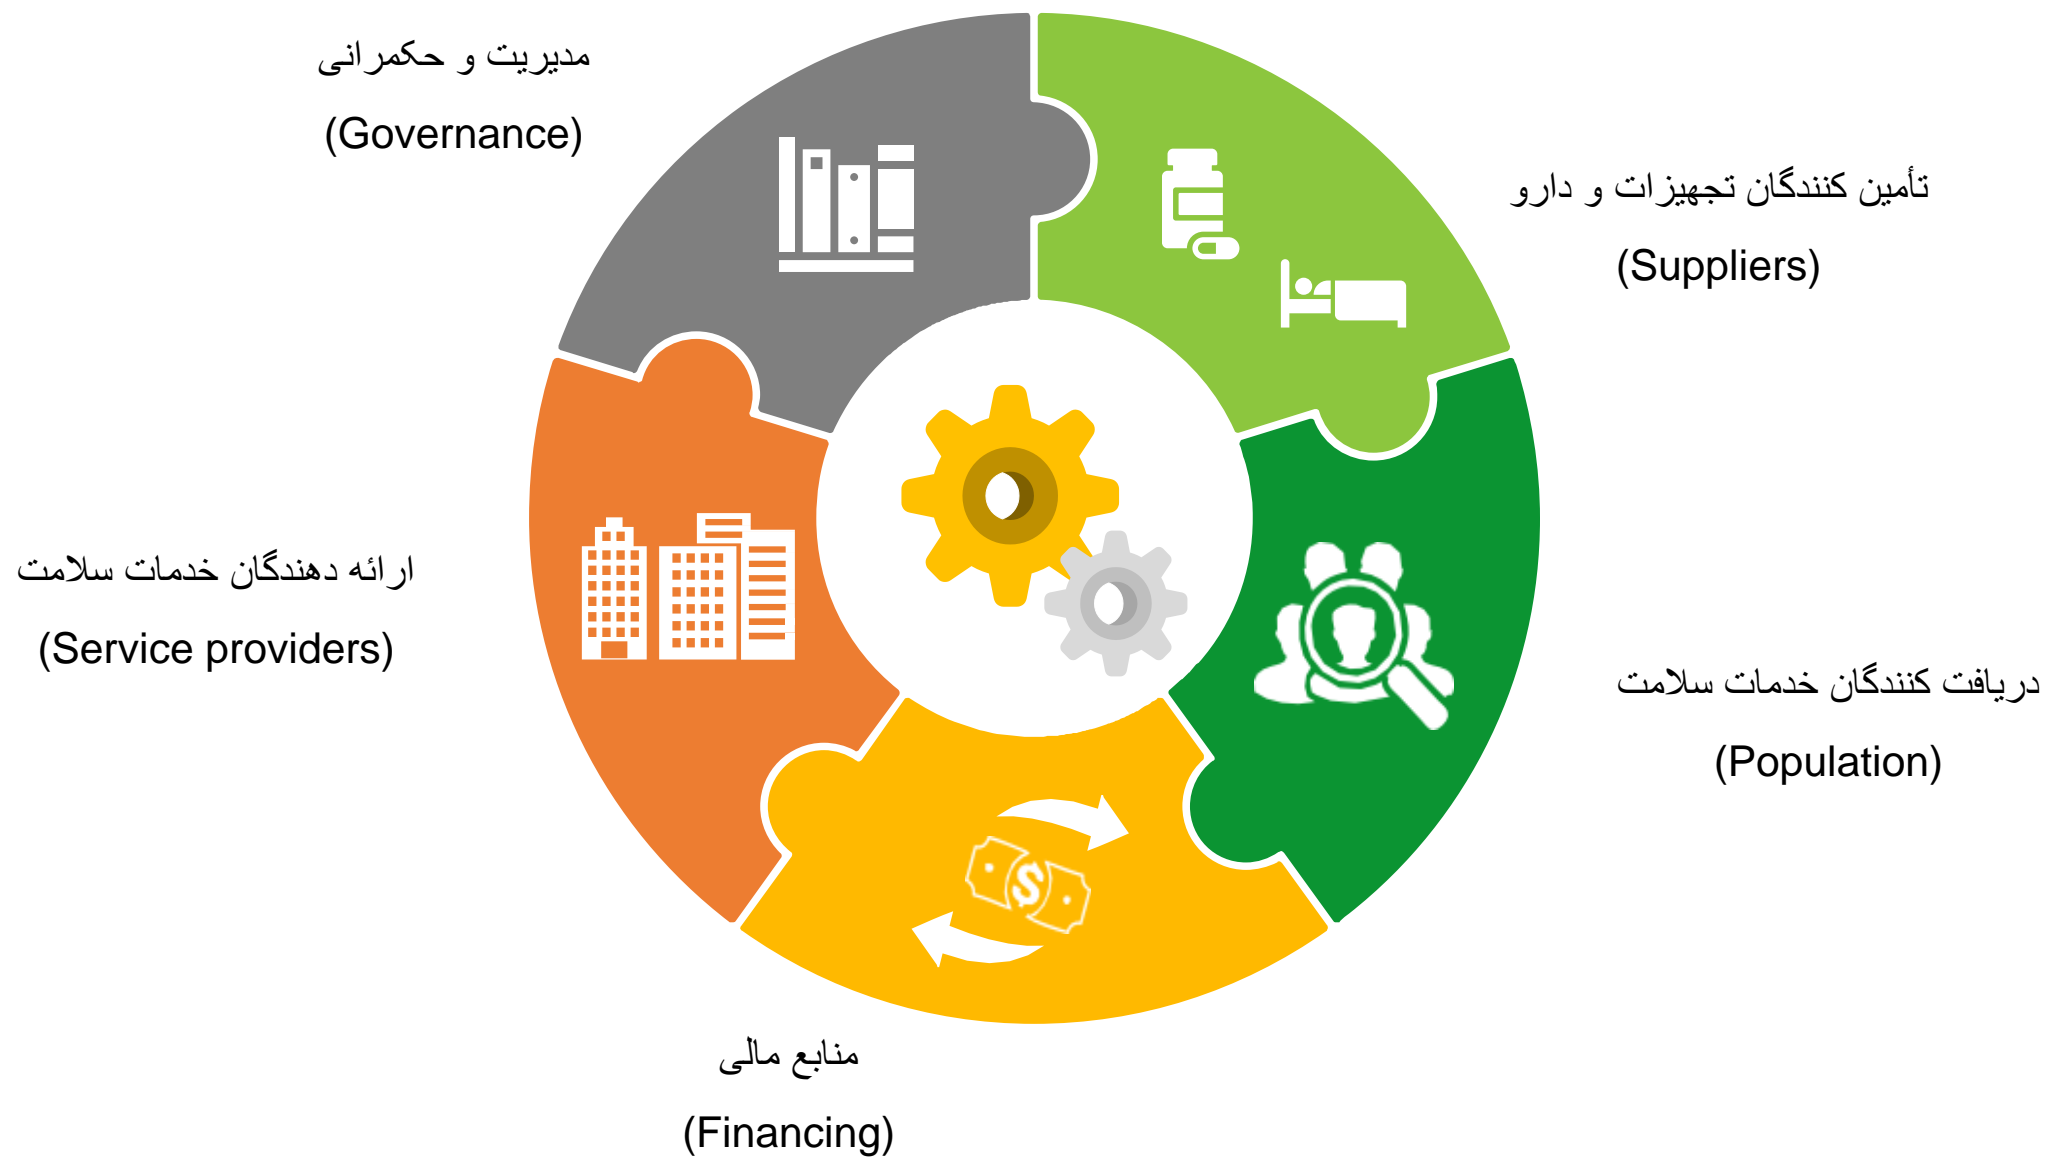 مدیریت و حکمرانی
(Governance)
تأمین کنندگان تجهیزات و دارو
(Suppliers)
ارائه دهندگان خدمات سلامت
(Service providers)
دریافت کنندگان خدمات سلامت
(Population)
منابع مالی
(Financing)
$